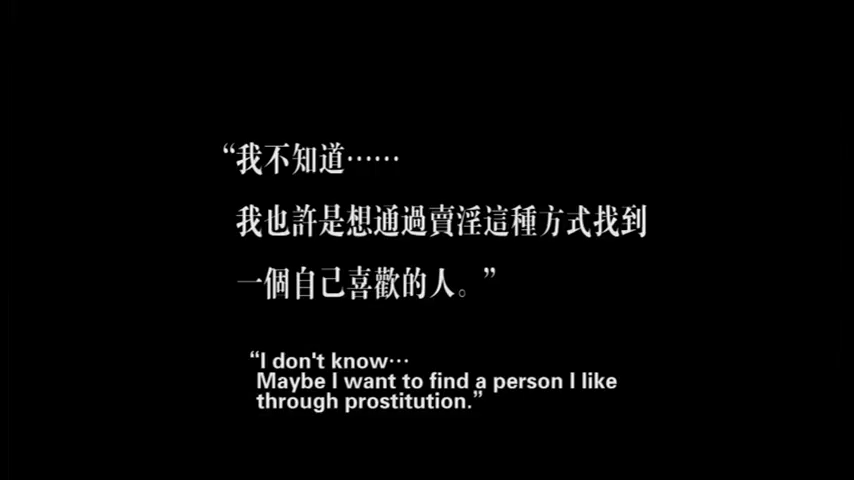 “我不知道……
我也許是想通過賣淫這種方式找到
一個自己喜歡的人。”
“I don't know…
Maybe I want to find a person I like
through prostitution.”